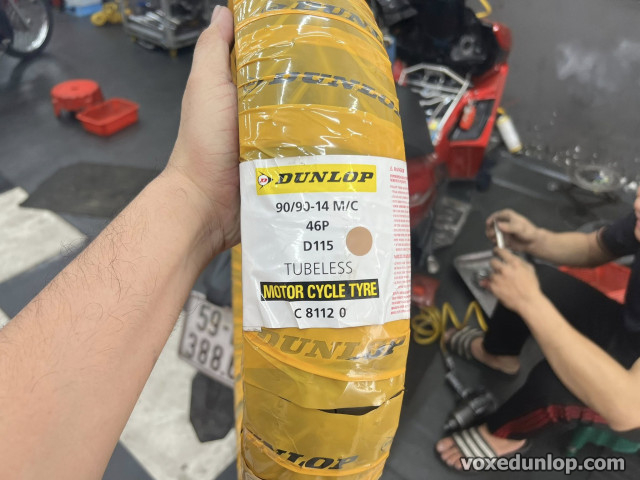 DUNLOP
DUNLOP
DUNLOP
90/90-14 M/C
46P
D115
TUBELESS
MOTOR CYCLE TYRE
C 8112 0
DUNLOP
DUNLOP
59-
388.
voxedunlop.com